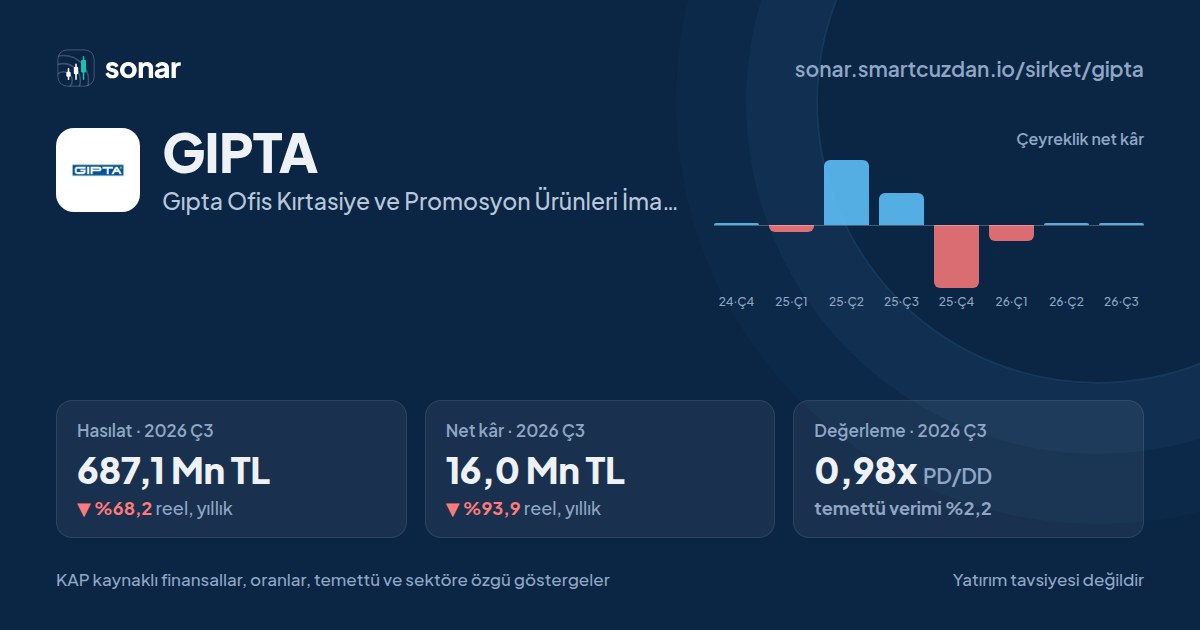 sonar
sonar.smartcuzdan.io/sirket/gipta
GIPTA
GIPTA
Gıpta Ofis Kırtasiye ve Promosyon Ürünleri İma...
Çeyreklik net kâr
24·Ç4 25·Ç1 25·Ç2 25·Ç3 25·Ç4 26·Ç1 26·Ç2 26·Ç3
Hasılat · 2026 Ç3
687,1 Mn TL
▼ %68,2 reel, yıllık
Net kâr · 2026 Ç3
16,0 Mn TL
▼ %93,9 reel, yıllık
Değerleme · 2026 Ç3
0,98x PD/DD
temettü verimi %2,2
KAP kaynaklı finansallar, oranlar, temettü ve sektöre özgü göstergeler
Yatırım tavsiyesi değildir